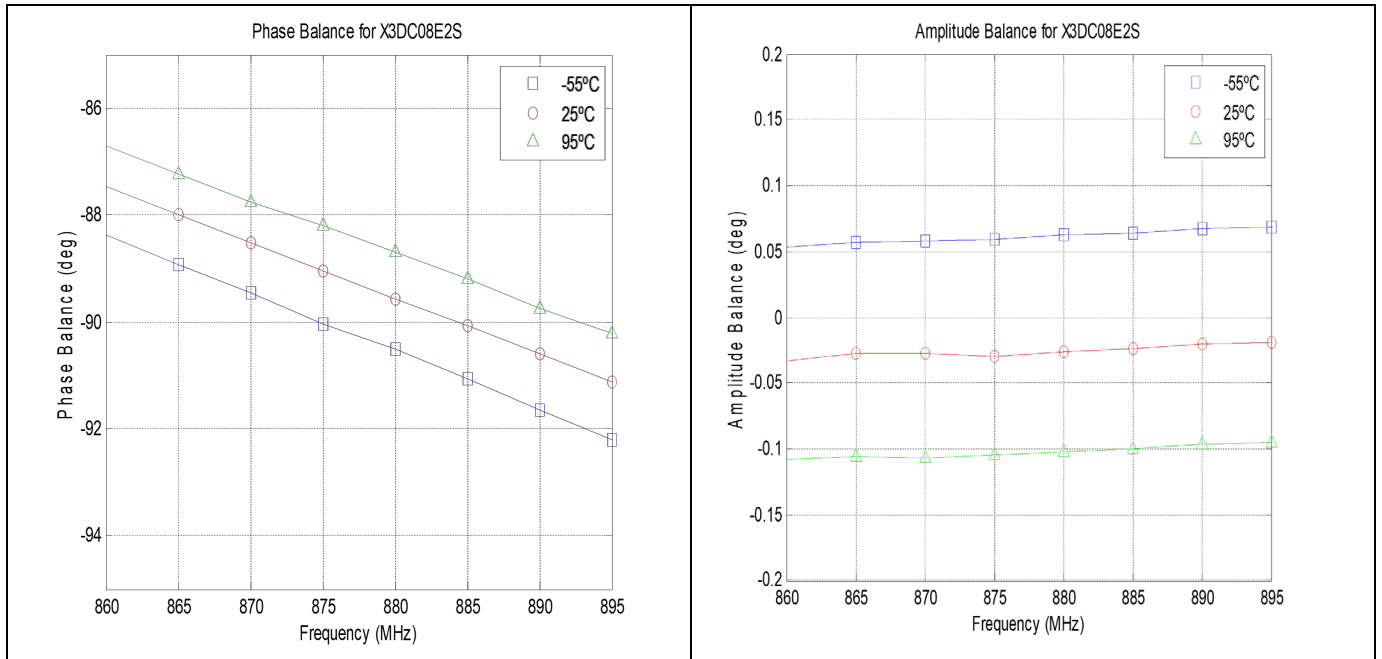 Phase Balance for X3DC08E2S
-55ºC
25ºC
95ºC
-86
-88
-90
-92
-94
Phase Balance (deg)
860 865 870 875 880 885 890 895
Frequency (MHz)
Amplitude Balance for X3DC08E2S
-55ºC
25ºC
95ºC
0.2
0.15
0.1
0.05
0
-0.05
-0.1
-0.15
-0.2
Amplitude Balance (deg)
860 865 870 875 880 885 890 895
Frequency (MHz)